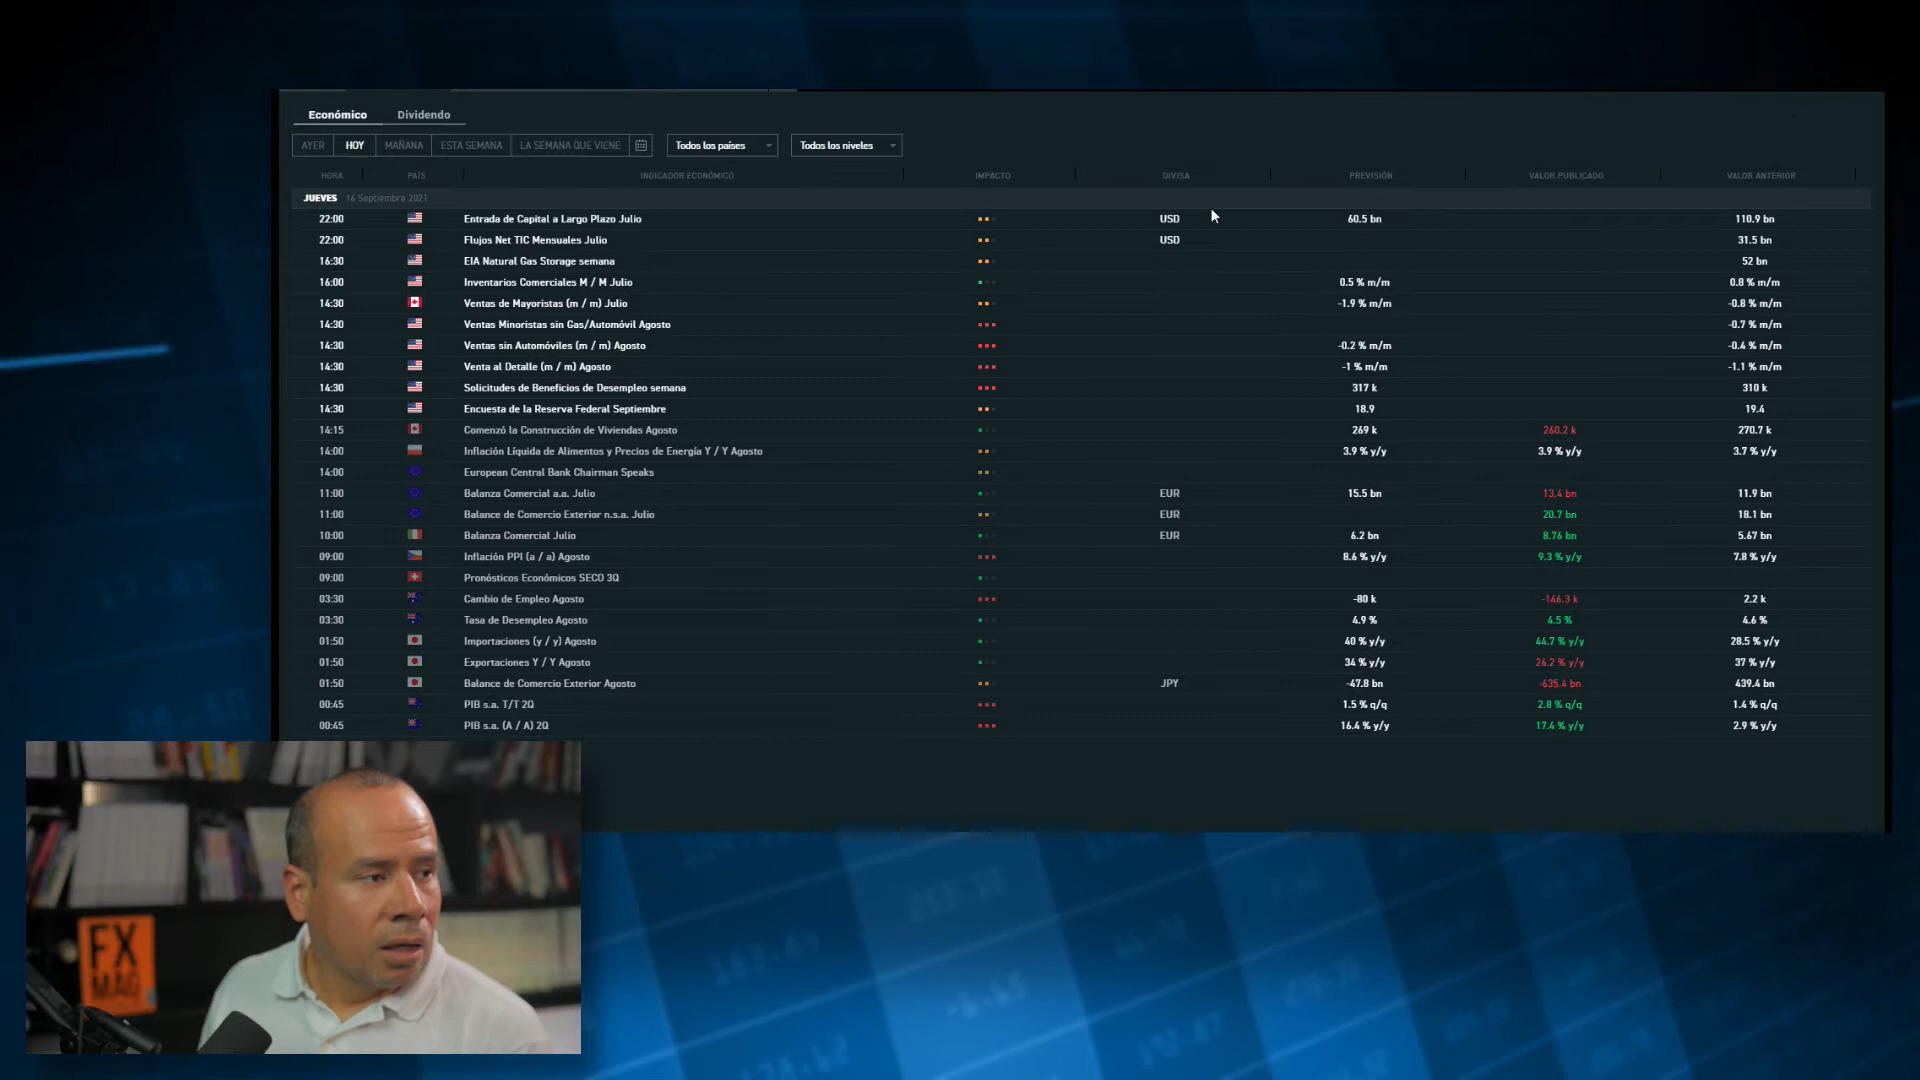 Económico Dividendo
AYER HOY MAÑANA ESTA SEMANA LA SEMANA QUE VIENE Todos los países Todos los niveles
HORA PAÍS INDICADOR ECONÓMICO IMPACTO DIVISA PREVISIÓN VALOR PUBLICADO VALOR ANTERIOR
JUEVES 16 Septiembre 2021
22:00 Entrada de Capital a Largo Plazo Julio USD 60.5 bn 110.9 bn
22:00 Flujos Net TIC Mensuales Julio USD 31.5 bn
16:30 EIA Natural Gas Storage semana 52 bn
16:00 Inventarios Comerciales M / M Julio 0.5 % m/m 0.8 % m/m
14:30 Ventas de Mayoristas (m / m) Julio -1.9 % m/m -0.8 % m/m
14:30 Ventas Minoristas sin Gas/Automóvil Agosto -0.7 % m/m
14:30 Ventas sin Automóviles (m / m) Agosto -0.2 % m/m -0.4 % m/m
14:30 Venta al Detalle (m / m) Agosto -1 % m/m -1.1 % m/m
14:30 Solicitudes de Beneficios de Desempleo semana 317 k 310 k
14:30 Encuesta de la Reserva Federal Septiembre 18.9 19.4
14:15 Comenzó la Construcción de Viviendas Agosto 269 k 260.2 k 270.7 k
14:00 Inflación Líquida de Alimentos y Precios de Energía Y / Y Agosto 3.9 % y/y 3.9 % y/y 3.7 % y/y
14:00 European Central Bank Chairman Speaks
11:00 Balanza Comercial a.a. Julio EUR 15.5 bn 13.4 bn 11.9 bn
11:00 Balance de Comercio Exterior n.s.a. Julio EUR 20.7 bn 18.1 bn
10:00 Balanza Comercial Julio EUR 6.2 bn 8.76 bn 5.67 bn
09:00 Inflación PPI (a / a) Agosto 8.6 % y/y 9.3 % y/y 7.8 % y/y
09:00 Pronósticos Económicos SECO 3Q
03:30 Cambio de Empleo Agosto -80 k -146.3 k 2.2 k
03:30 Tasa de Desempleo Agosto 4.9 % 4.5 % 4.6 %
01:50 Importaciones (y / y) Agosto 40 % y/y 44.7 % y/y 28.5 % y/y
01:50 Exportaciones Y / Y Agosto 34 % y/y 26.2 % y/y 37 % y/y
01:50 Balance de Comercio Exterior Agosto JPY -47.8 bn -635.4 bn 439.4 bn
00:45 PIB s.a. T/T 2Q 1.5 % q/q 2.8 % q/q 1.4 % q/q
00:45 PIB s.a. (A / A) 2Q 16.4 % y/y 17.4 % y/y 2.9 % y/y
FX
MAG